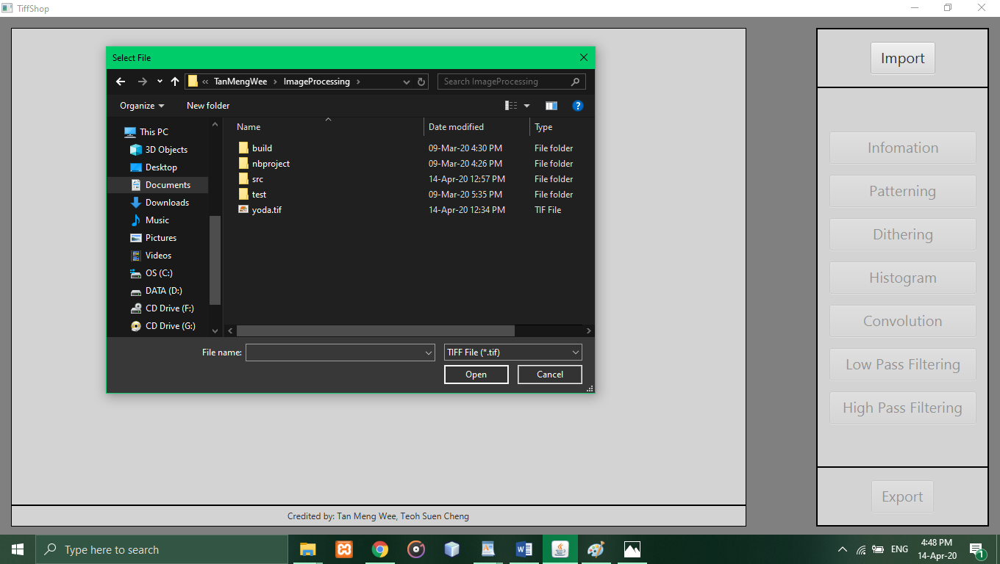 TiffShop
Select File
« TanMengWee › ImageProcessing ›
Search ImageProcessing
Organize
New folder
?
This PC
3D Objects
Desktop
Documents
Downloads
Music
Pictures
Videos
OS (C:)
DATA (D:)
CD Drive (F:)
CD Drive (G:)
Name Date modified Type
build 09-Mar-20 4:30 PM File folder
nbproject 09-Mar-20 4:26 PM File folder
src 14-Apr-20 12:57 PM File folder
test 09-Mar-20 5:35 PM File folder
yoda.tif 14-Apr-20 12:34 PM TIF File
File name:
TIFF File (*.tif)
Open
Cancel
Credited by: Tan Meng Wee, Teoh Suen Cheng
Import
Infomation
Patterning
Dithering
Histogram
Convolution
Low Pass Filtering
High Pass Filtering
Export
Type here to search
ENG
4:48 PM
14-Apr-20
1